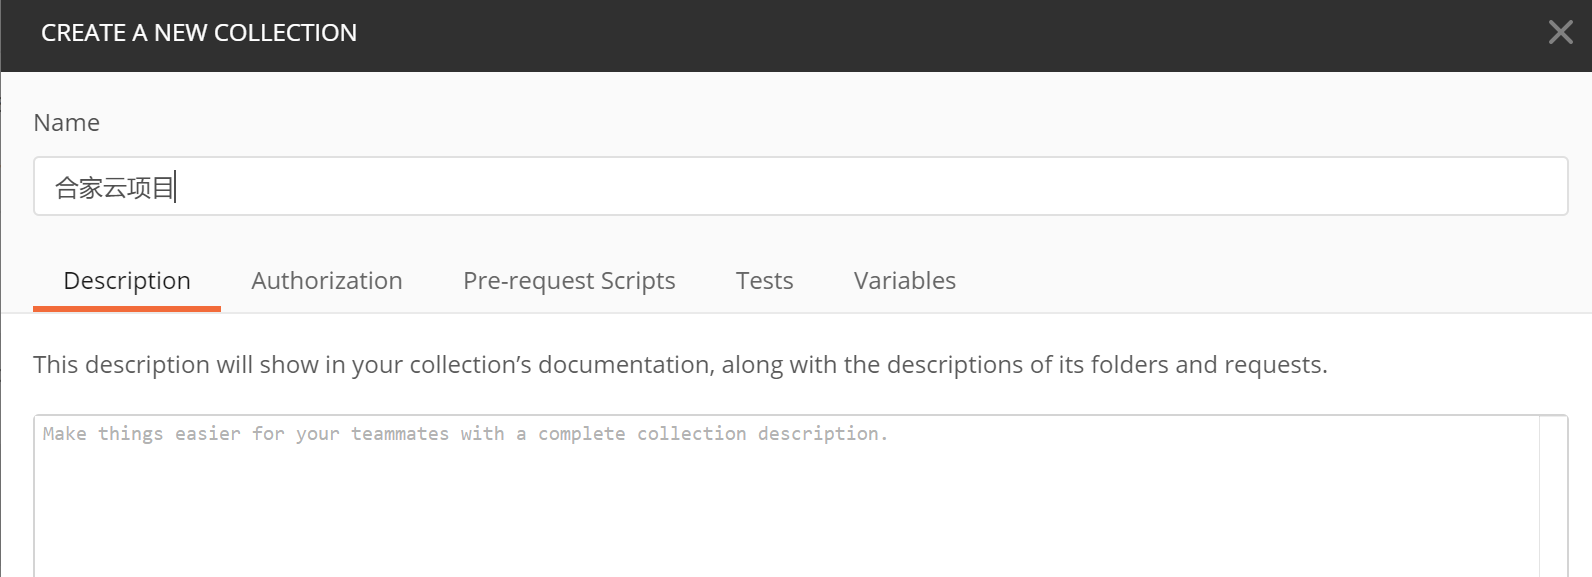 CREATE A NEW COLLECTION
Name
合家云项目
Description Authorization Pre-request Scripts Tests Variables
This description will show in your collection’s documentation, along with the descriptions of its folders and requests.
Make things easier for your teammates with a complete collection description.